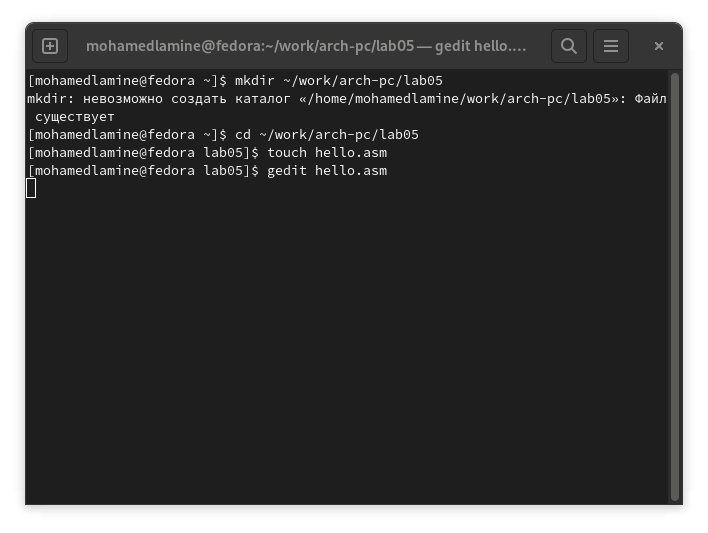 mohamedlamine@fedora:~/work/arch-pc/lab05 — gedit hello.…
[mohamedlamine@fedora ~]$ mkdir ~/work/arch-pc/lab05
mkdir: невозможно создать каталог «/home/mohamedlamine/work/arch-pc/lab05»: Файл
существует
[mohamedlamine@fedora ~]$ cd ~/work/arch-pc/lab05
[mohamedlamine@fedora lab05]$ touch hello.asm
[mohamedlamine@fedora lab05]$ gedit hello.asm